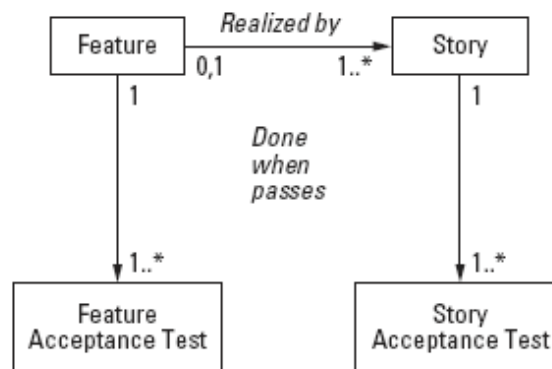 Realized by
Feature
Story
0,1
1..*
1
1
Done
when
passes
1..*
1..*
Feature
Acceptance Test
Story
Acceptance Test